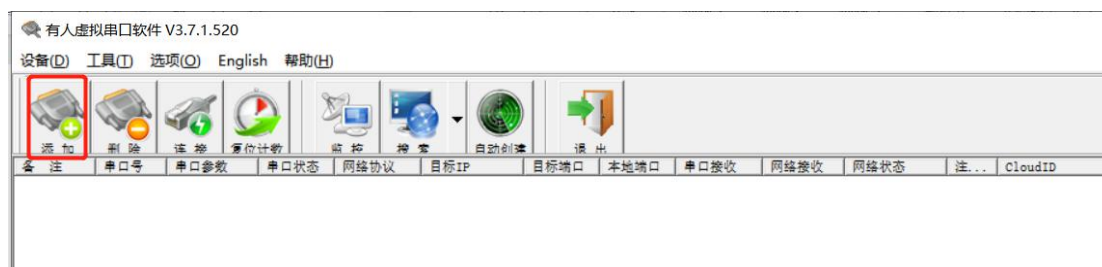 有人虚拟串口软件 V3.7.1.520
设备(D) 工具(T) 选项(O) English 帮助(H)
添 加 删 除 连 接 复位计数 监 控 搜 索 自动创建 退 出
备 注 串口号 串口参数 串口状态 网络协议 目标IP 目标端口 本地端口 串口接收 网络接收 网络状态 注... CloudID